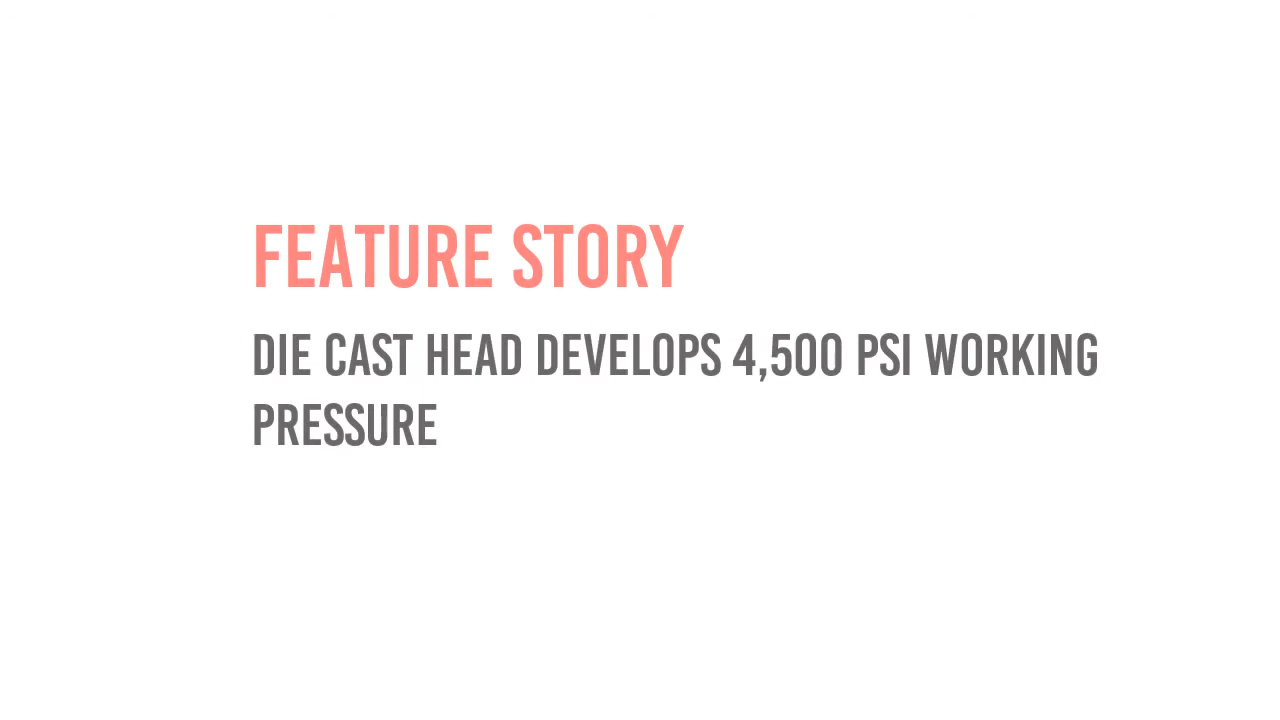 FEATURE STORY
DIE CAST HEAD DEVELOPS 4,500 PSI WORKING
PRESSURE